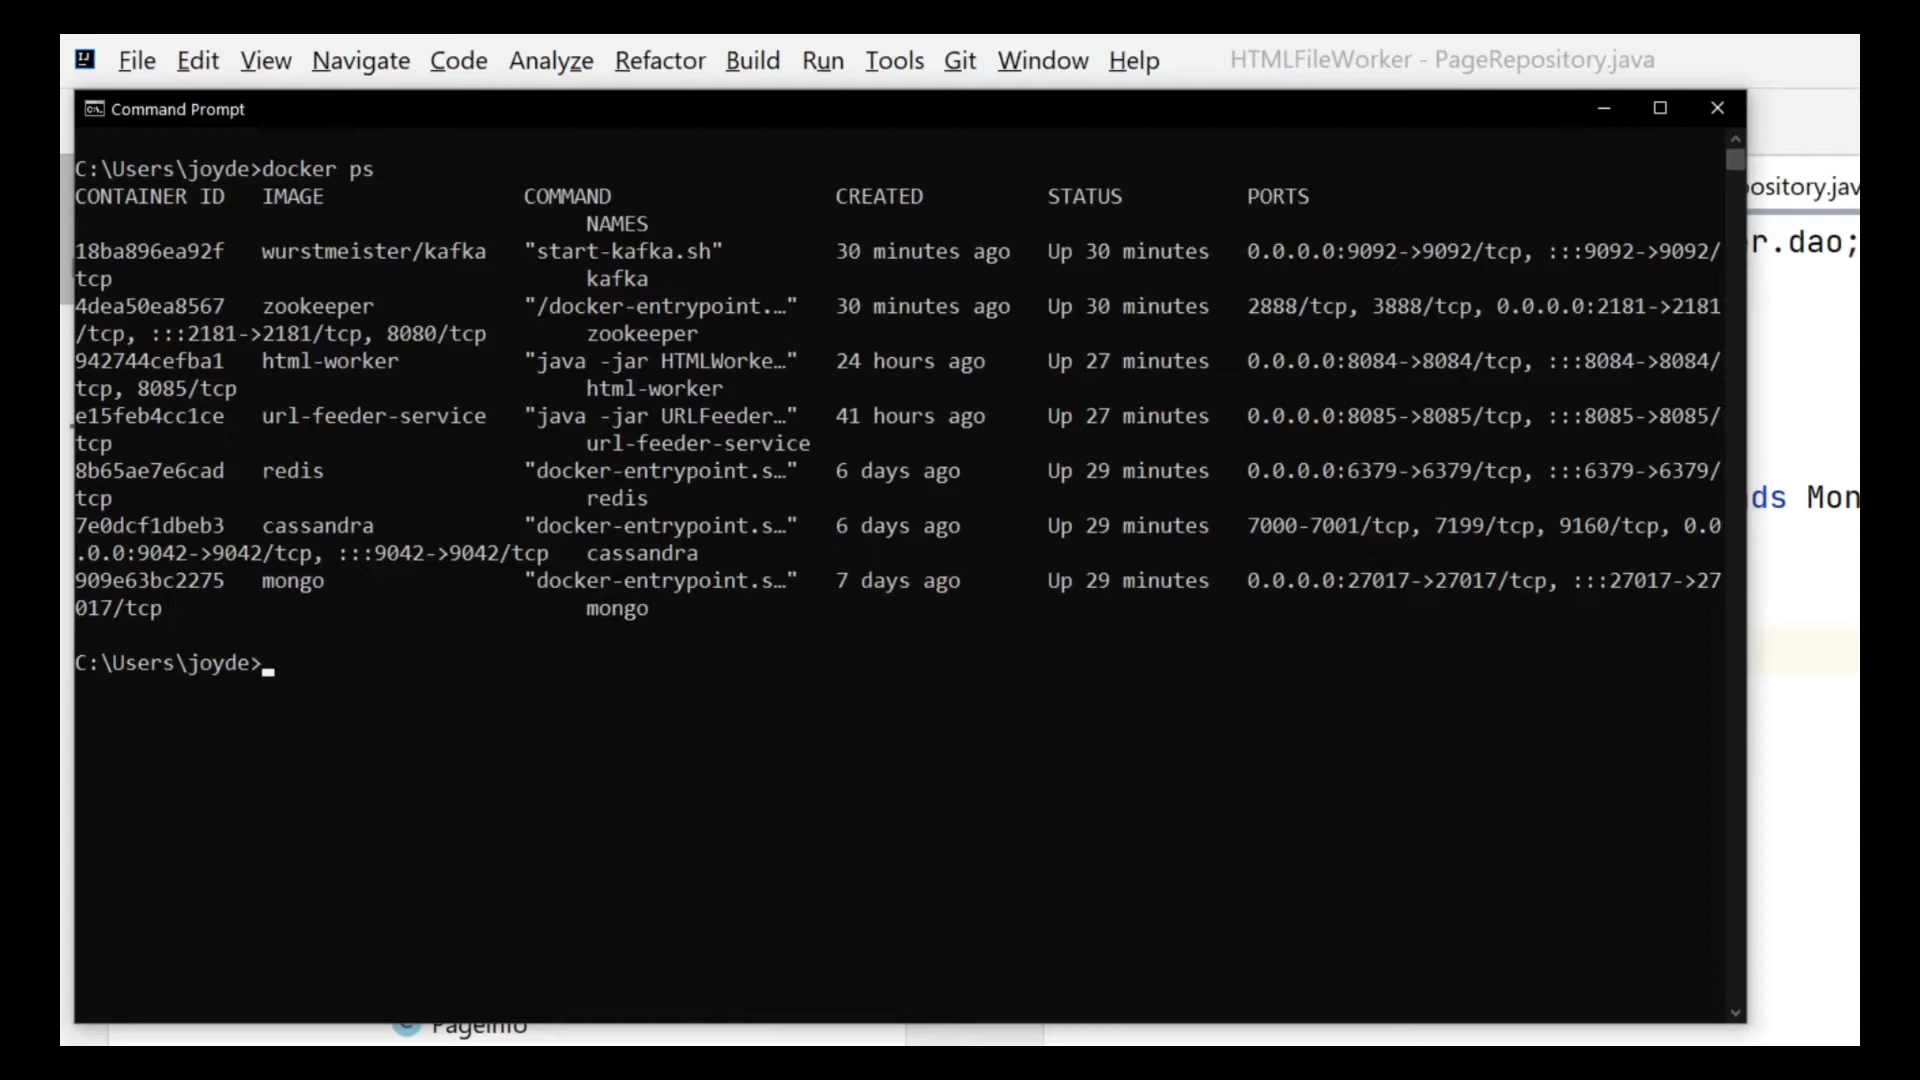 File Edit View Navigate Code Analyze Refactor Build Run Tools Git Window Help HTMLFileWorker - PageRepository.java
Command Prompt
C:\Users\joyde>docker ps
CONTAINER ID IMAGE COMMAND CREATED STATUS PORTS
NAMES
18ba896ea92f wurstmeister/kafka "start-kafka.sh" 30 minutes ago Up 30 minutes 0.0.0.0:9092->9092/tcp, :::9092->9092/
tcp kafka
4dea50ea8567 zookeeper "/docker-entrypoint.…" 30 minutes ago Up 30 minutes 2888/tcp, 3888/tcp, 0.0.0.0:2181->2181
/tcp, :::2181->2181/tcp, 8080/tcp zookeeper
942744cefba1 html-worker "java -jar HTMLWorke…" 24 hours ago Up 27 minutes 0.0.0.0:8084->8084/tcp, :::8084->8084/
tcp, 8085/tcp html-worker
e15feb4cc1ce url-feeder-service "java -jar URLFeeder…" 41 hours ago Up 27 minutes 0.0.0.0:8085->8085/tcp, :::8085->8085/
tcp url-feeder-service
8b65ae7e6cad redis "docker-entrypoint.s…" 6 days ago Up 29 minutes 0.0.0.0:6379->6379/tcp, :::6379->6379/
tcp redis
7e0dcf1dbeb3 cassandra "docker-entrypoint.s…" 6 days ago Up 29 minutes 7000-7001/tcp, 7199/tcp, 9160/tcp, 0.0
.0.0:9042->9042/tcp, :::9042->9042/tcp cassandra
909e63bc2275 mongo "docker-entrypoint.s…" 7 days ago Up 29 minutes 0.0.0.0:27017->27017/tcp, :::27017->27
017/tcp mongo
C:\Users\joyde>
ository.jav
r.dao;
ds Mon
PageInfo